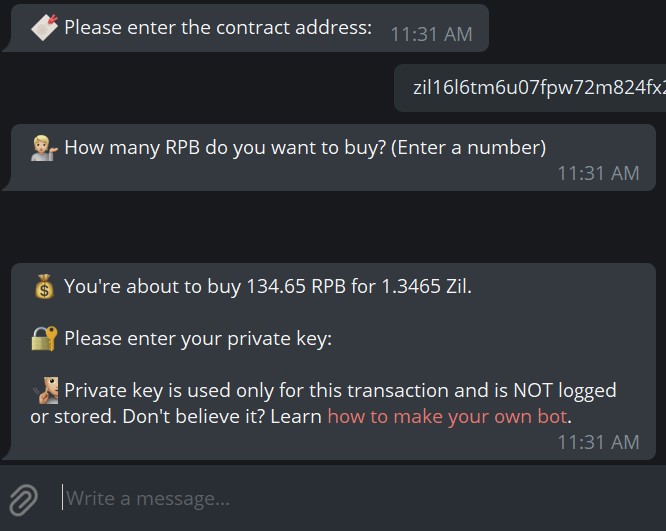 Please enter the contract address:
11:31 AM
zil16l6tm6u07fpw72m824fx2
How many RPB do you want to buy? (Enter a number)
11:31 AM
You're about to buy 134.65 RPB for 1.3465 Zil.
Please enter your private key:
Private key is used only for this transaction and is NOT logged
or stored. Don't believe it? Learn how to make your own bot.
11:31 AM
Write a message...